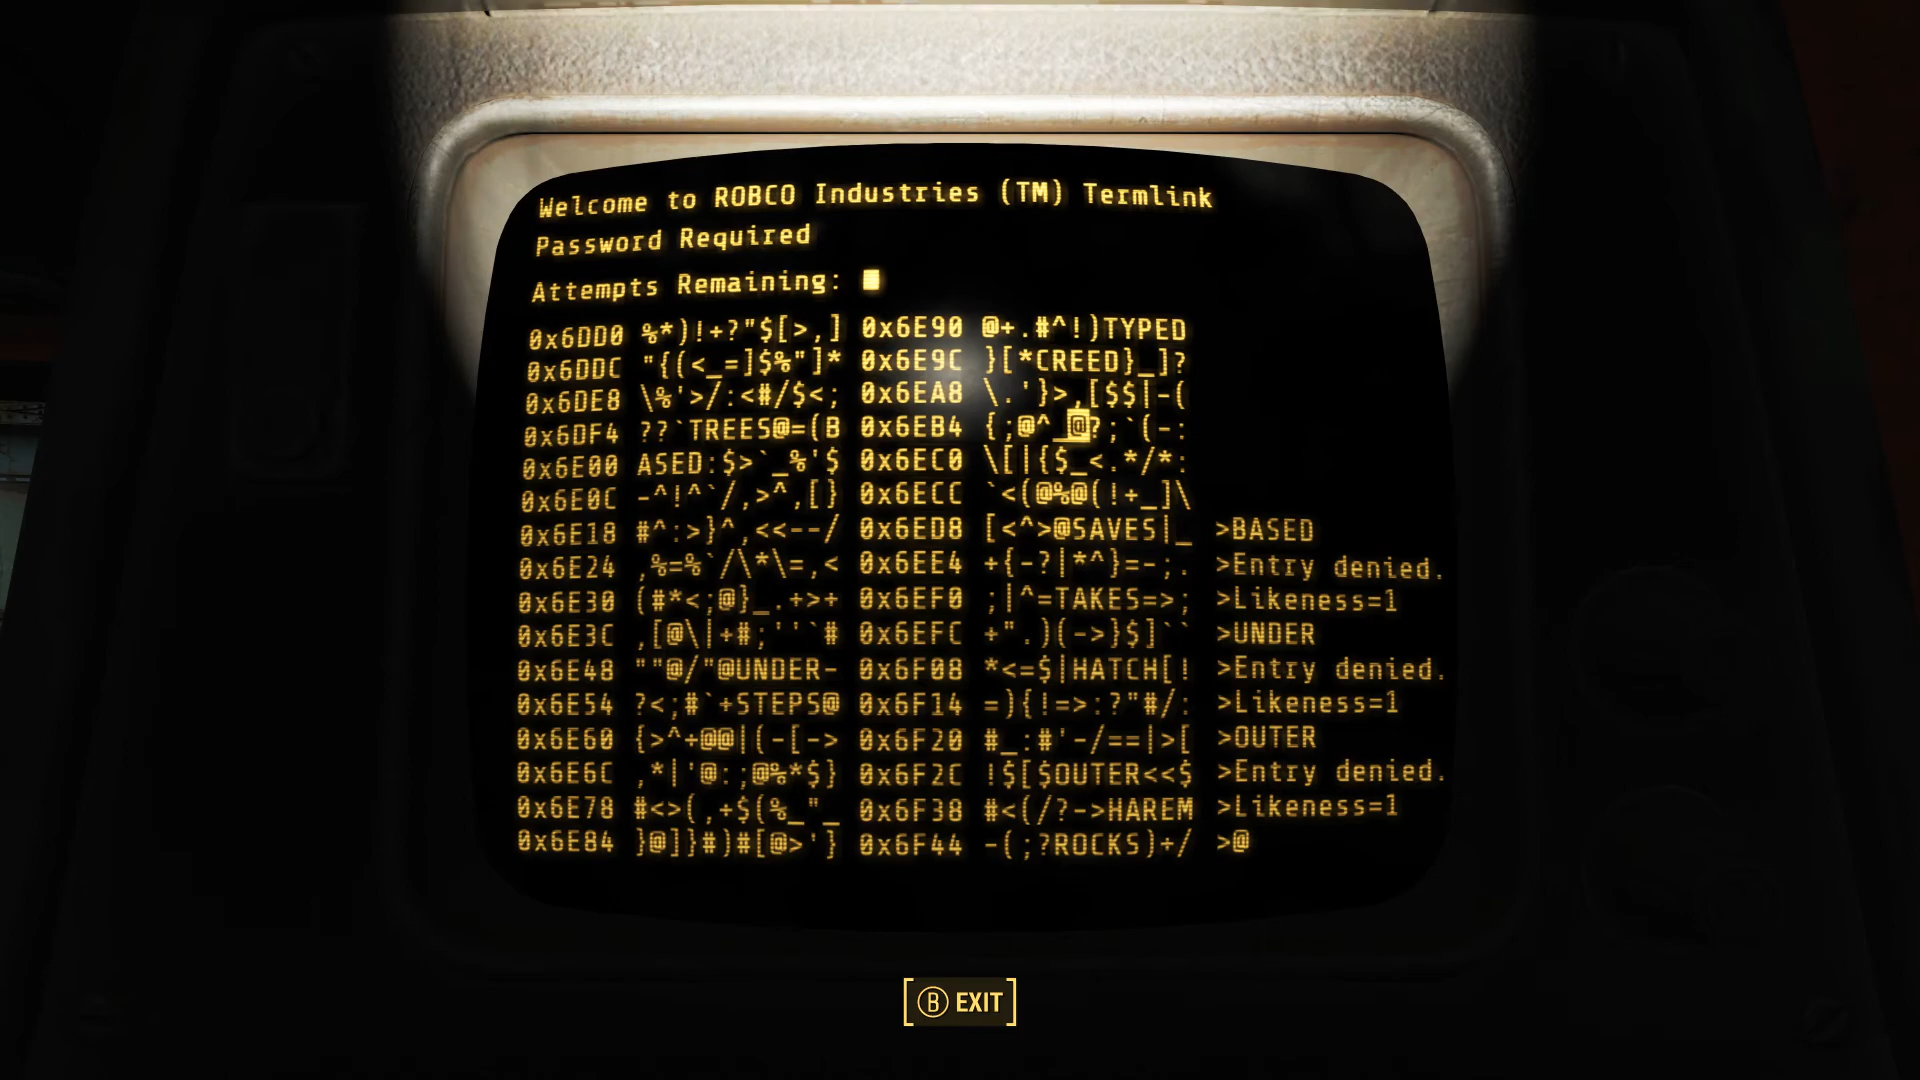 Welcome to ROBCO Industries (TM) Termlink
Password Required
Attempts Remaining: ■
0x6DD0 %*)!+?"$[>,] 0x6E90 @+.#^!)TYPED
0x6DDC "{(<_=]$%"]* 0x6E9C }[*CREED}_]?
0x6DE8 \%'>/:<#/$<; 0x6EA8 \.'}>,[$$|-(
0x6DF4 ??`TREES@=(B 0x6EB4 {;@^_@?;`(-:
0x6E00 ASED:$>`_%'$ 0x6EC0 \[|{$_<.*/*:
0x6E0C -^!^`/,>^,[} 0x6ECC `<(@%@(!+_]\
0x6E18 #^:>}^,<<--/ 0x6ED8 [<^>@SAVES|_ >BASED
0x6E24 ,%=%`/\*\=,< 0x6EE4 +{-?|*^}=-;. >Entry denied.
0x6E30 (#*<;@}_.+>+ 0x6EF0 ;|^=TAKES=>; >Likeness=1
0x6E3C ,[@\|+#;''`# 0x6EFC +".)(->}$]`` >UNDER
0x6E48 ""@/"@UNDER- 0x6F08 *<=$|HATCH[! >Entry denied.
0x6E54 ?<;#`+STEPS@ 0x6F14 =){!=>:?"#/: >Likeness=1
0x6E60 {>^+@@|(-[-> 0x6F20 #_:#'-/==|>[ >OUTER
0x6E6C ,*|'@:;@%*$} 0x6F2C !$[$OUTER<<$ >Entry denied.
0x6E78 #<>(,+$(%_"_ 0x6F38 #<(/?->HAREM >Likeness=1
0x6E84 }@]}#)#[@>'} 0x6F44 -(;?ROCKS)+/ >@
[Ⓑ EXIT]